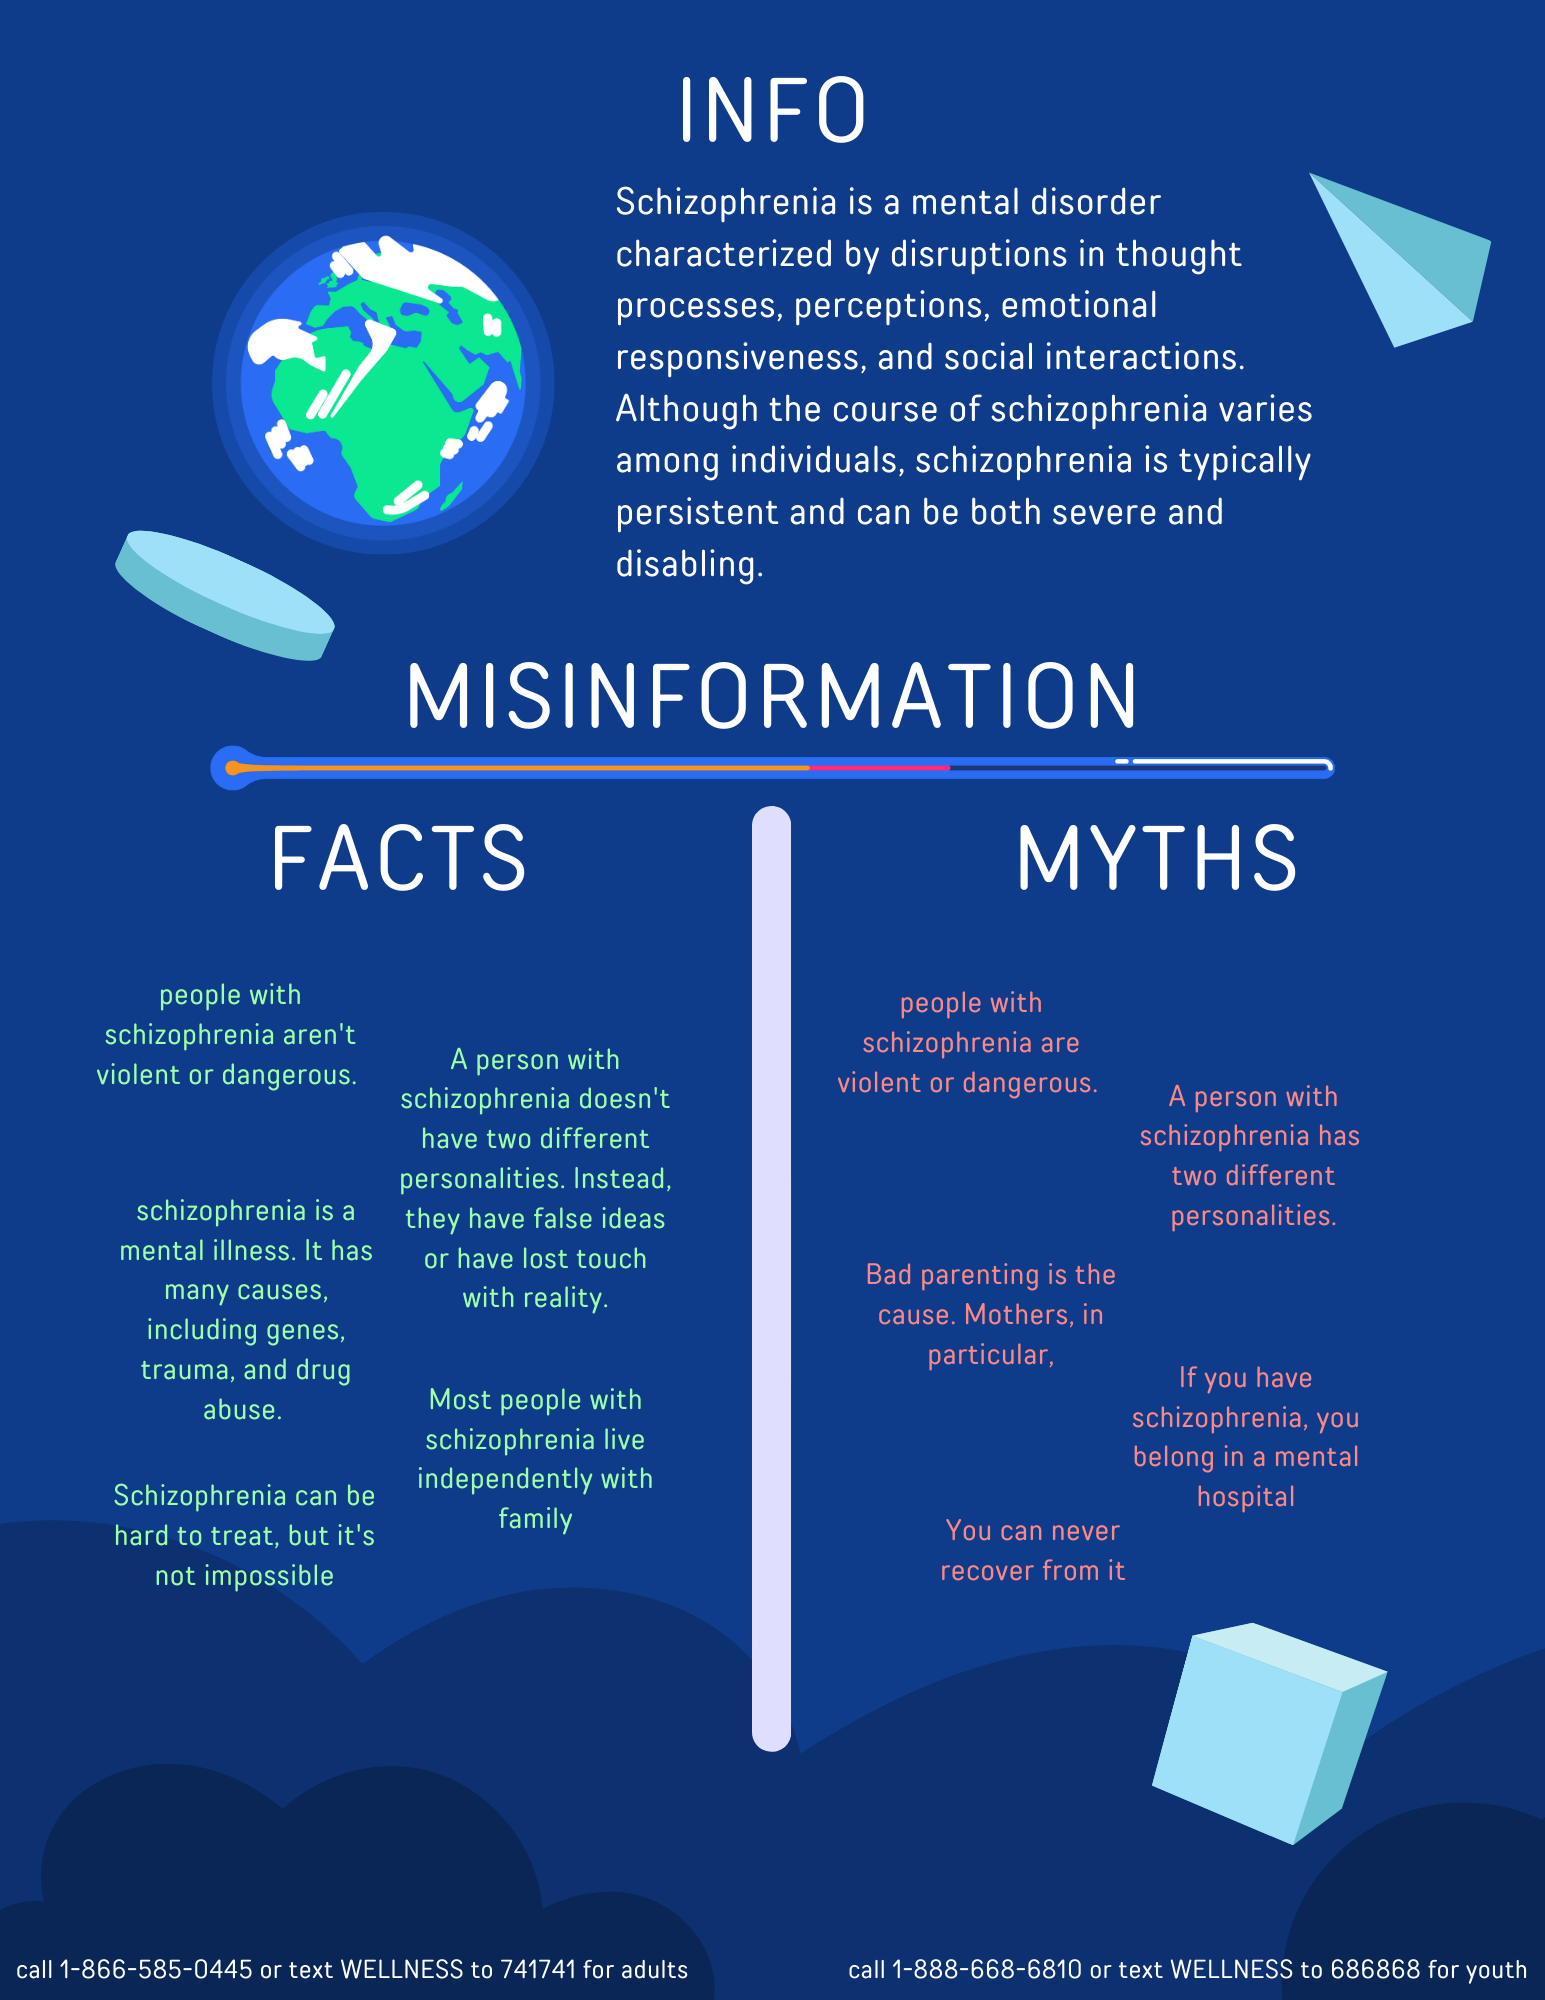 INFO
Schizophrenia is a mental disorder
characterized by disruptions in thought
processes, perceptions, emotional
responsiveness, and social interactions.
Although the course of schizophrenia varies
among individuals, schizophrenia is typically
persistent and can be both severe and
disabling.
MISINFORMATION
FACTS
people with
schizophrenia aren't
violent or dangerous.
A person with
schizophrenia doesn't
have two different
personalities. Instead,
they have false ideas
or have lost touch
with reality.
schizophrenia is a
mental illness. It has
many causes,
including genes,
trauma, and drug
abuse.
Most people with
schizophrenia live
independently with
family
Schizophrenia can be
hard to treat, but it's
not impossible
MYTHS
people with
schizophrenia are
violent or dangerous.
A person with
schizophrenia has
two different
personalities.
Bad parenting is the
cause. Mothers, in
particular,
If you have
schizophrenia, you
belong in a mental
hospital
You can never
recover from it
call 1-866-585-0445 or text WELLNESS to 741741 for adults
call 1-888-668-6810 or text WELLNESS to 686868 for youth